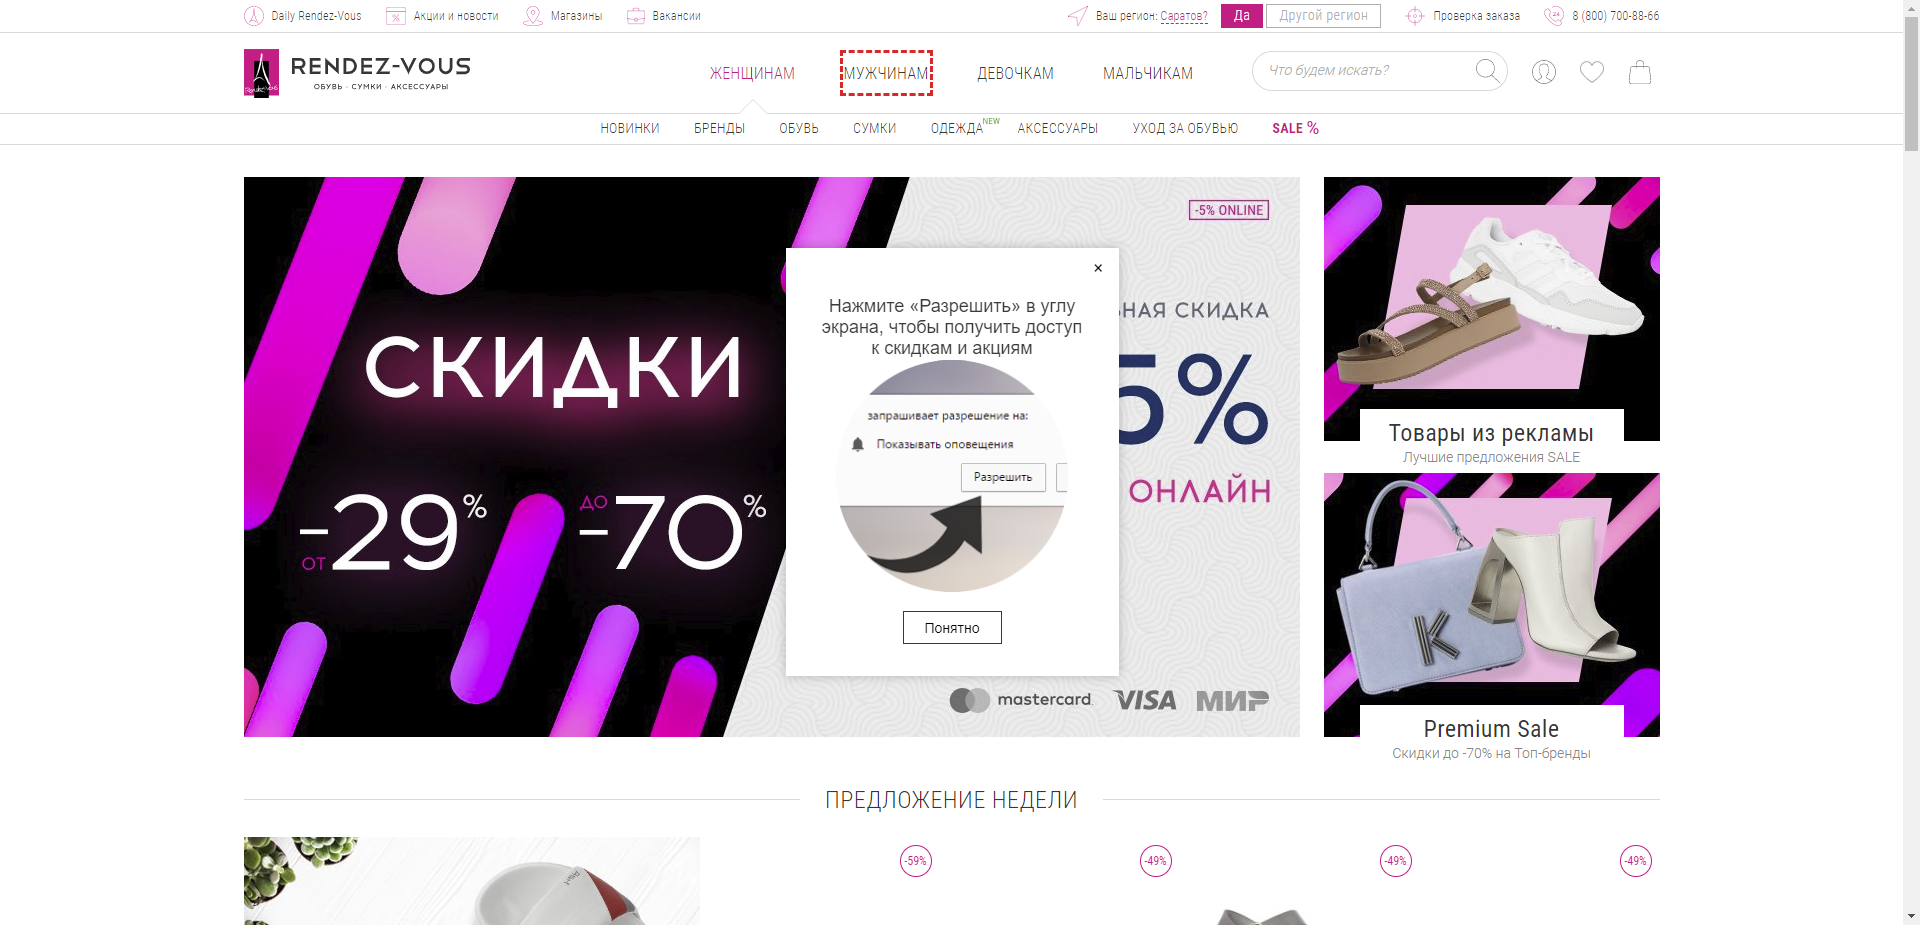 Daily Rendez-Vous
Акции и новости
Магазины
Вакансии
Ваш регион: Саратов?
Да
Другой регион
Проверка заказа
8 (800) 700-88-66
RENDEZ-VOUS
ОБУВЬ · СУМКИ · АКСЕССУАРЫ
ЖЕНЩИНАМ
МУЖЧИНАМ
ДЕВОЧКАМ
МАЛЬЧИКАМ
Что будем искать?
НОВИНКИ
БРЕНДЫ
ОБУВЬ
СУМКИ
ОДЕЖДА NEW
АКСЕССУАРЫ
УХОД ЗА ОБУВЬЮ
SALE %
СКИДКИ
ОТ -29%
ДО -70%
-5% ONLINE
НАЯ СКИДКА
5%
ОНЛАЙН
mastercard.
VISA
МИР
×
Нажмите «Разрешить» в углу
экрана, чтобы получить доступ
к скидкам и акциям
запрашивает разрешение на:
Показывать оповещения
Разрешить
Понятно
Товары из рекламы
Лучшие предложения SALE
K
Premium Sale
Скидки до -70% на Топ-бренды
ПРЕДЛОЖЕНИЕ НЕДЕЛИ
-59%
-49%
-49%
-49%